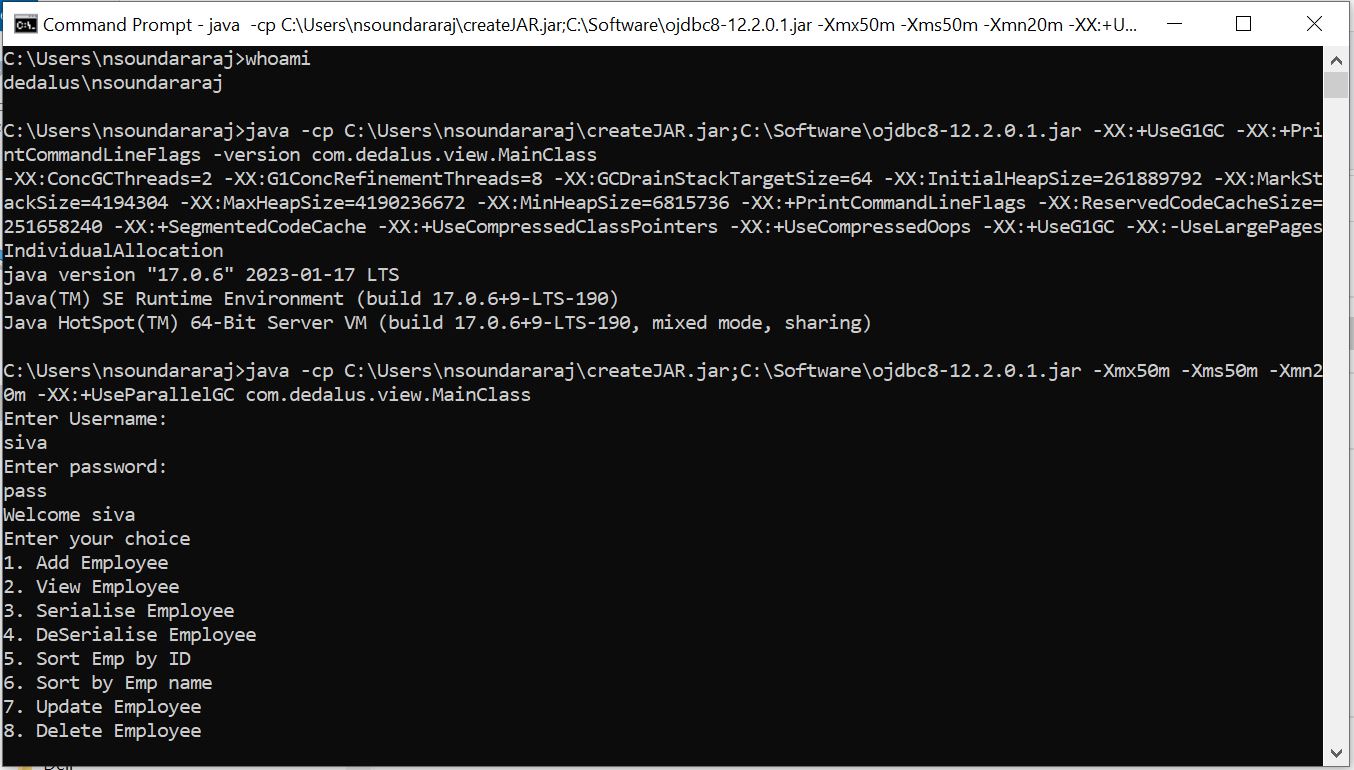 Command Prompt - java  -cp C:\Users\nsoundararaj\createJAR.jar;C:\Software\ojdbc8-12.2.0.1.jar -Xmx50m -Xms50m -Xmn20m -XX:+U...
C:\Users\nsoundararaj>whoami
dedalus\nsoundararaj
C:\Users\nsoundararaj>java -cp C:\Users\nsoundararaj\createJAR.jar;C:\Software\ojdbc8-12.2.0.1.jar -XX:+UseG1GC -XX:+Pri
ntCommandLineFlags -version com.dedalus.view.MainClass
-XX:ConcGCThreads=2 -XX:G1ConcRefinementThreads=8 -XX:GCDrainStackTargetSize=64 -XX:InitialHeapSize=261889792 -XX:MarkSt
ackSize=4194304 -XX:MaxHeapSize=4190236672 -XX:MinHeapSize=6815736 -XX:+PrintCommandLineFlags -XX:ReservedCodeCacheSize=
251658240 -XX:+SegmentedCodeCache -XX:+UseCompressedClassPointers -XX:+UseCompressedOops -XX:+UseG1GC -XX:-UseLargePages
IndividualAllocation
java version "17.0.6" 2023-01-17 LTS
Java(TM) SE Runtime Environment (build 17.0.6+9-LTS-190)
Java HotSpot(TM) 64-Bit Server VM (build 17.0.6+9-LTS-190, mixed mode, sharing)
C:\Users\nsoundararaj>java -cp C:\Users\nsoundararaj\createJAR.jar;C:\Software\ojdbc8-12.2.0.1.jar -Xmx50m -Xms50m -Xmn2
0m -XX:+UseParallelGC com.dedalus.view.MainClass
Enter Username:
siva
Enter password:
pass
Welcome siva
Enter your choice
1. Add Employee
2. View Employee
3. Serialise Employee
4. DeSerialise Employee
5. Sort Emp by ID
6. Sort by Emp name
7. Update Employee
8. Delete Employee